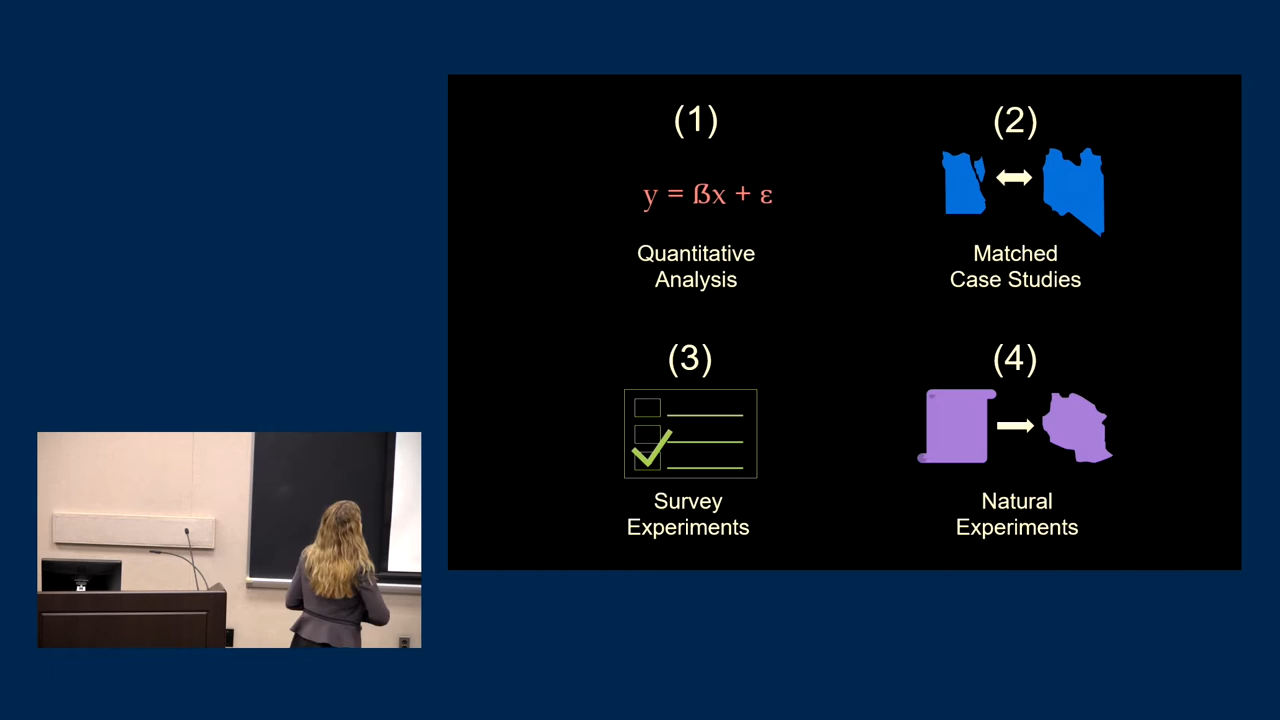 (1)
y = ßx + ε
Quantitative
Analysis
(2)
Matched
Case Studies
(3)
Survey
Experiments
(4)
Natural
Experiments